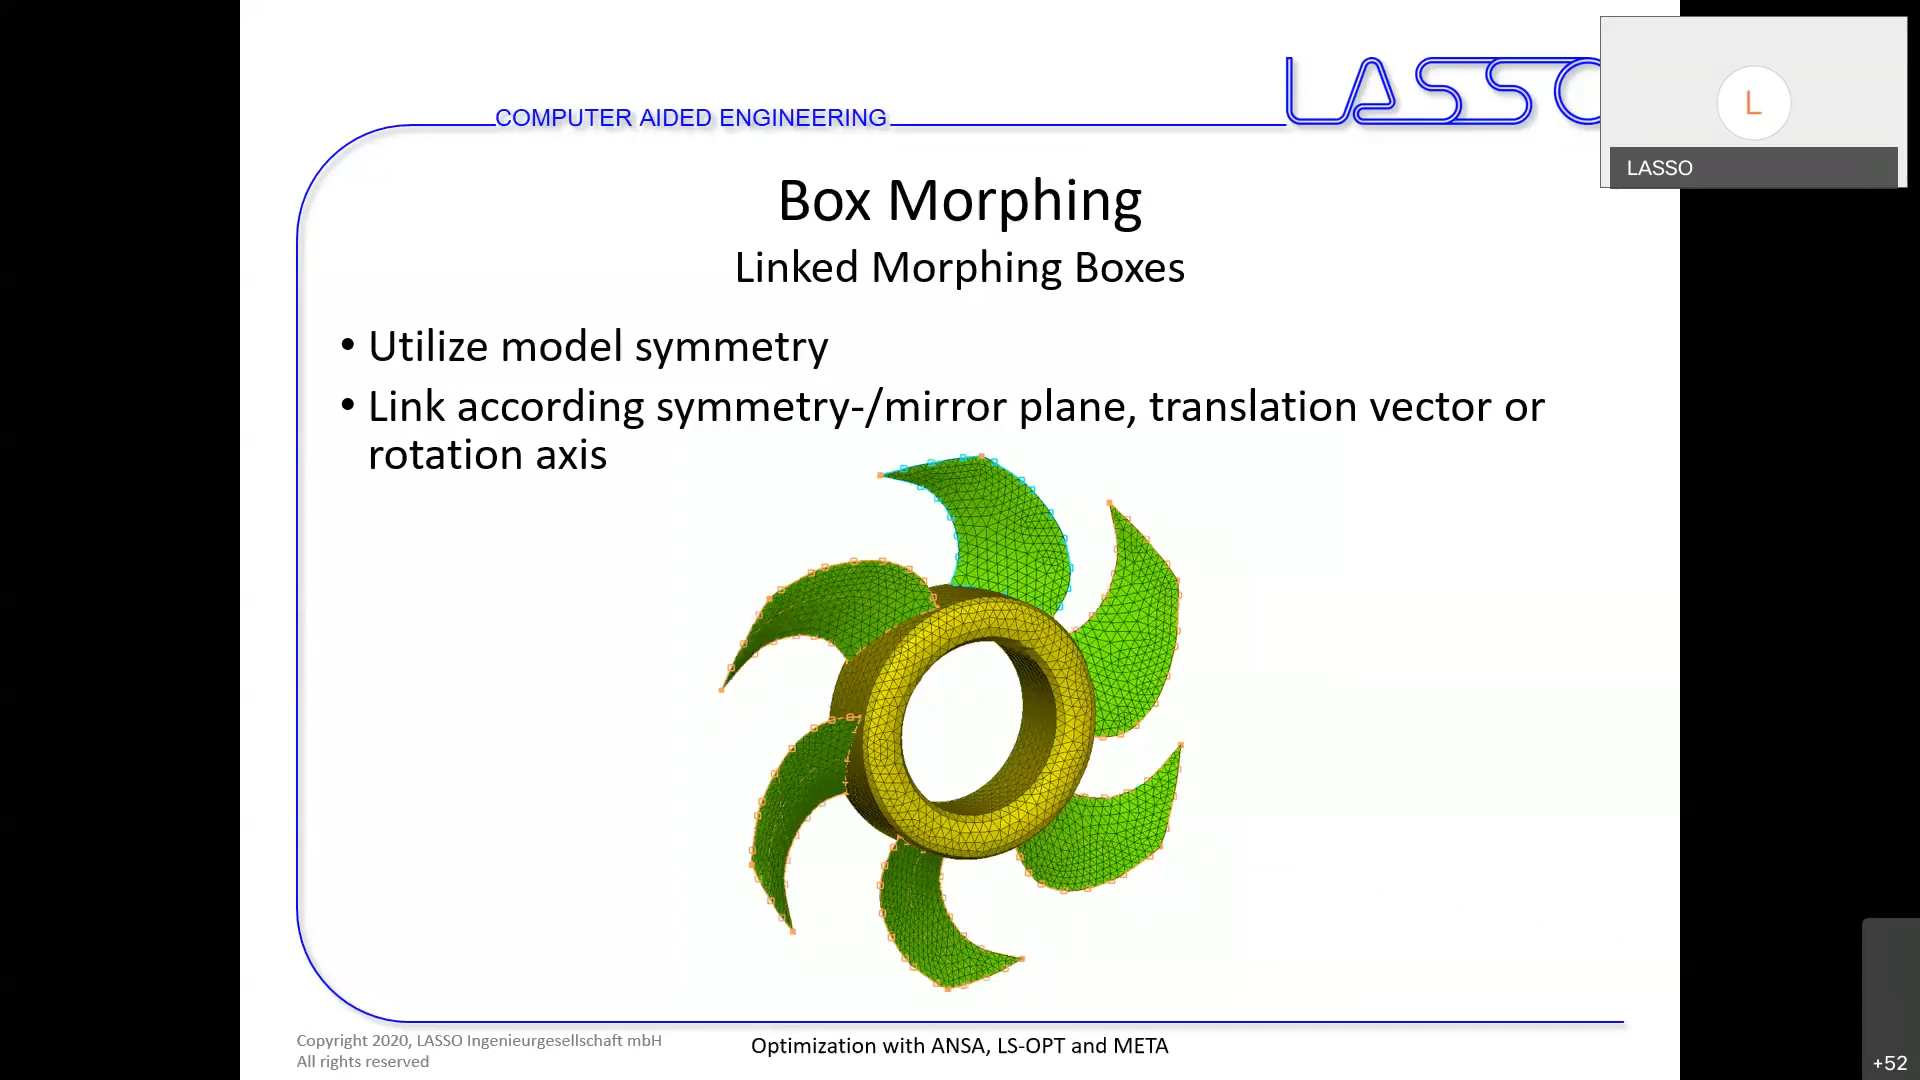 COMPUTER AIDED ENGINEERING
LASSO
L
LASSO
Box Morphing
Linked Morphing Boxes
• Utilize model symmetry
• Link according symmetry-/mirror plane, translation vector or
rotation axis
Copyright 2020, LASSO Ingenieurgesellschaft mbH
All rights reserved
Optimization with ANSA, LS-OPT and META
+52